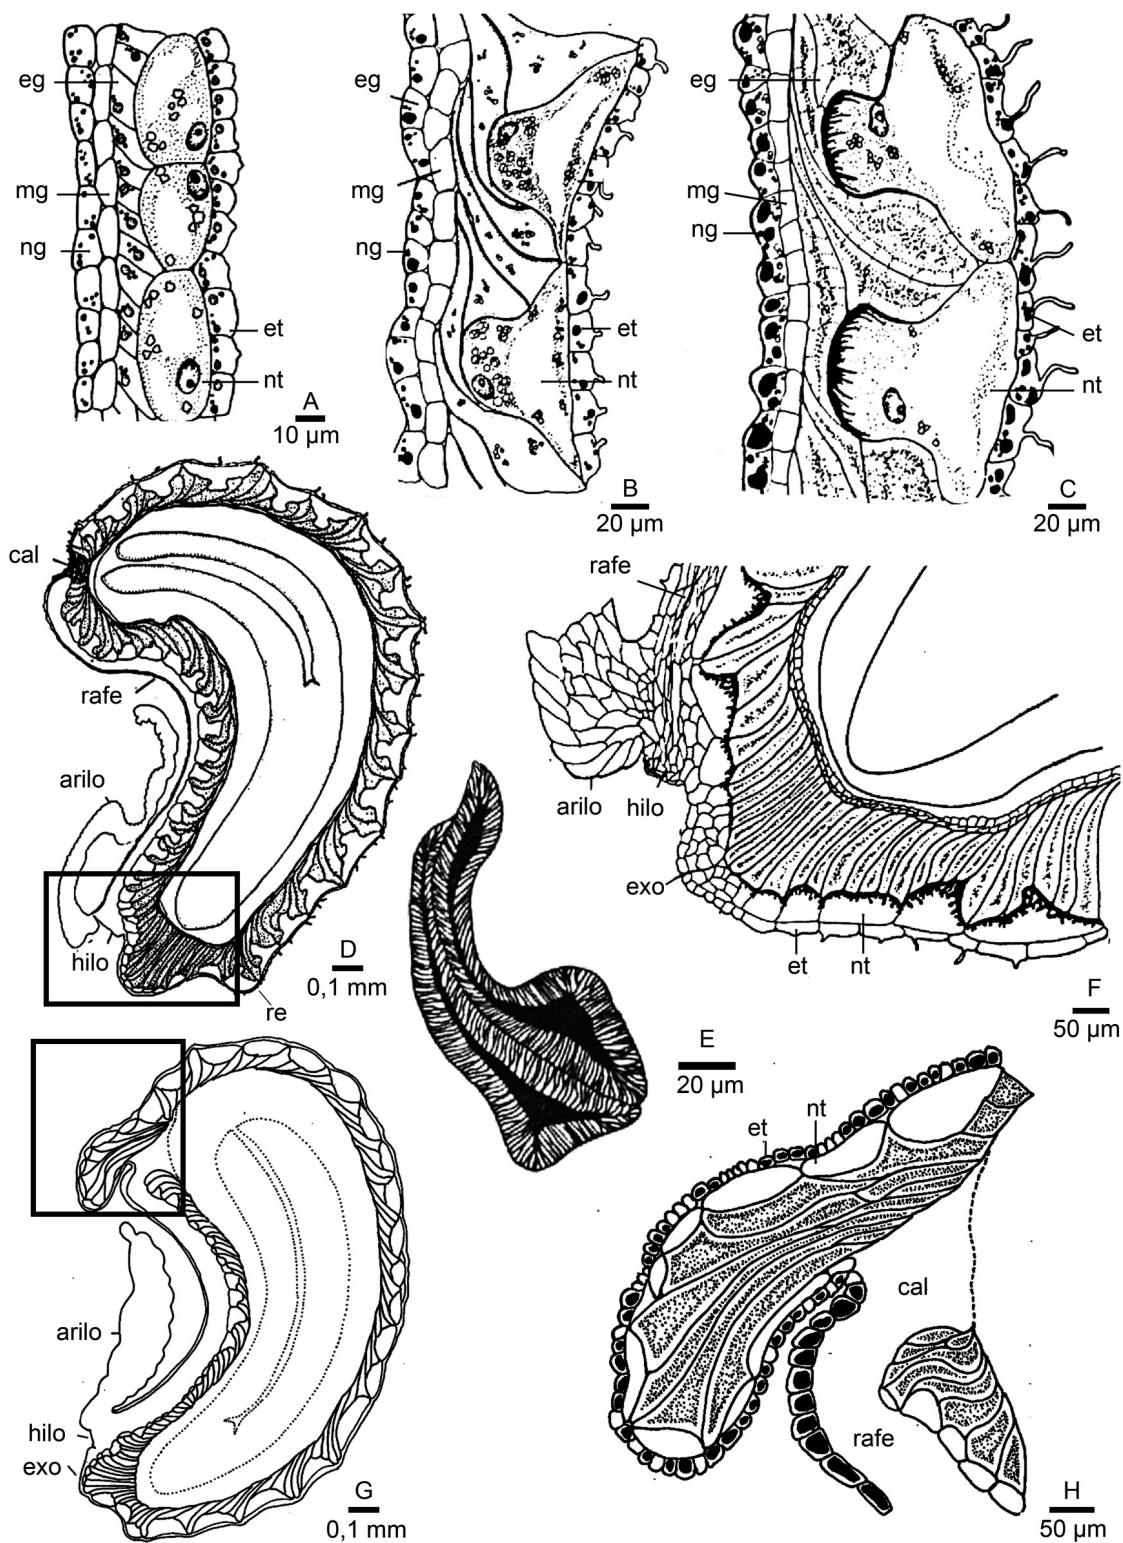 eg
mg
ng
et
nt
A
10 µm
eg
mg
ng
et
nt
B
20 µm
eg
mg
ng
et
nt
C
20 µm
cal
rafe
arilo
hilo
D
0,1 mm
re
E
20 µm
rafe
arilo
hilo
exo
et
nt
F
50 µm
arilo
hilo
exo
G
0,1 mm
et
nt
cal
rafe
H
50 µm